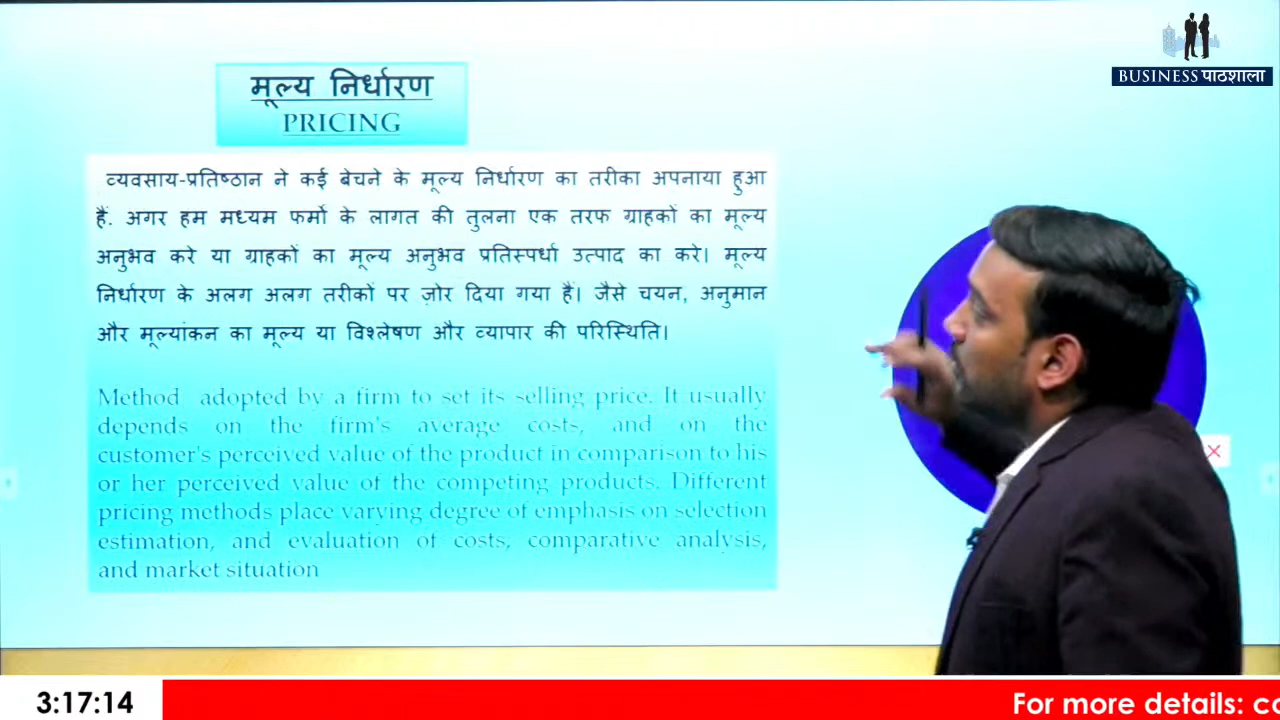 BUSINESS पाठशाला
मूल्य निर्धारण
PRICING
व्यवसाय-प्रतिष्ठान ने कई बेचने के मूल्य निर्धारण का तरीका अपनाया हुआ
हैं. अगर हम मध्यम फर्मो के लागत की तुलना एक तरफ ग्राहकों का मूल्य
अनुभव करे या ग्राहकों का मूल्य अनुभव प्रतिस्पर्धा उत्पाद का करे। मूल्य
निर्धारण के अलग अलग तरीकों पर ज़ोर दिया गया हैं। जैसे चयन, अनुमान
और मूल्यांकन का मूल्य या विश्लेषण और व्यापार की परिस्थिति।
Method adopted by a firm to set its selling price. It usually
depends on the firm's average costs, and on the
customer's perceived value of the product in comparison to his
or her perceived value of the competing products. Different
pricing methods place varying degree of emphasis on selection
estimation, and evaluation of costs, comparative analysis,
and market situation
3:17:14
For more details: